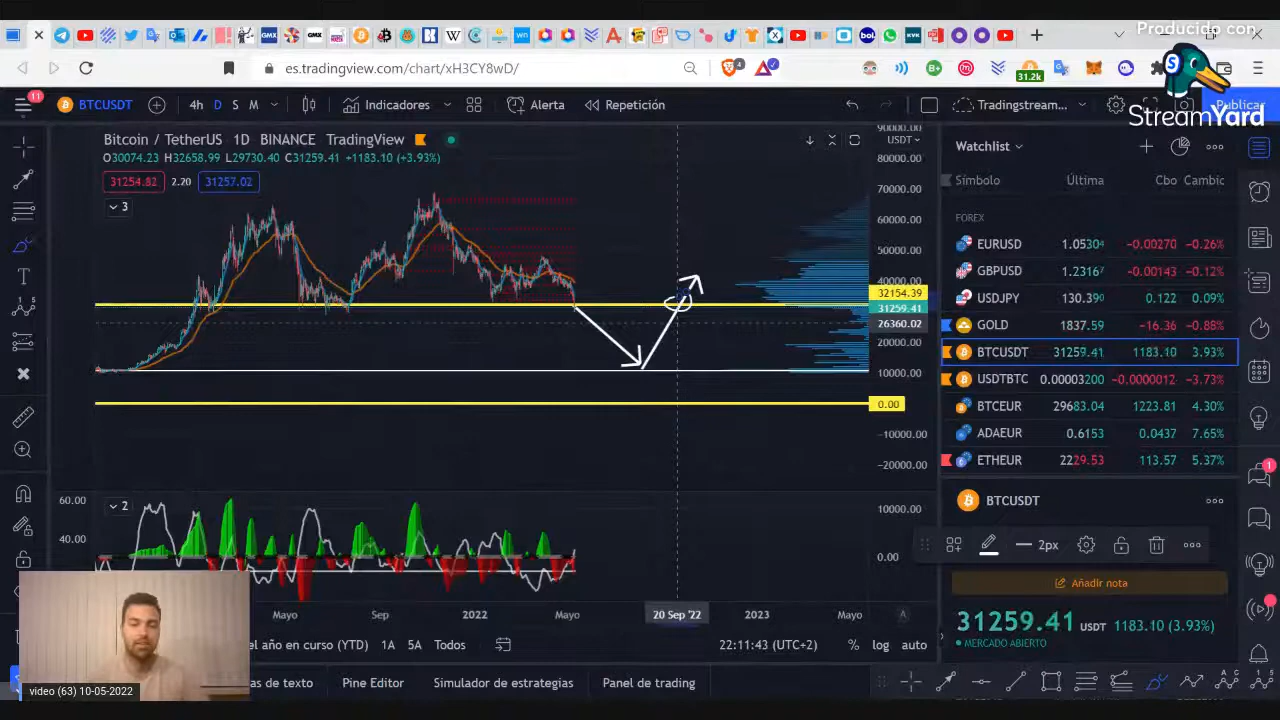 Producido con
StreamYard
31.2k
4
es.tradingview.com/chart/xH3CY8wD/
11
BTCUSDT
4h D S M
Indicadores
Alerta
Repetición
Tradingstream...
Publicar
Bitcoin / TetherUS 1D BINANCE TradingView
O30074.23 H32658.99 L29730.40 C31259.41 +1183.10 (+3.93%)
31254.82 2.20 31257.02
3
90000.00
USDT
80000.00
70000.00
60000.00
50000.00
40000.00
32154.39
31259.41
26360.02
20000.00
10000.00
0.00
−10000.00
−20000.00
2
60.00
40.00
10000.00
0.00
Mayo Sep 2022 Mayo 20 Sep '22 2023 Mayo A
el año en curso (YTD) 1A 5A Todos
22:11:43 (UTC+2) % log auto
as de texto Pine Editor Simulador de estrategias Panel de trading
video (63) 10-05-2022
Watchlist
Símbolo Última Cbo Cambic
FOREX
EURUSD 1.05304 −0.00270 −0.26%
GBPUSD 1.23167 −0.00143 −0.12%
USDJPY 130.390 0.122 0.09%
GOLD 1837.59 −16.36 −0.88%
BTCUSDT 31259.41 1183.10 3.93%
USDTBTC 0.00003200 −0.0000012 −3.73%
BTCEUR 29683.04 1223.81 4.30%
ADAEUR 0.6153 0.0437 7.65%
ETHEUR 2229.53 113.57 5.37%
BTCUSDT
2px
Añadir nota
31259.41 USDT 1183.10 (3.93%)
MERCADO ABIERTO
1